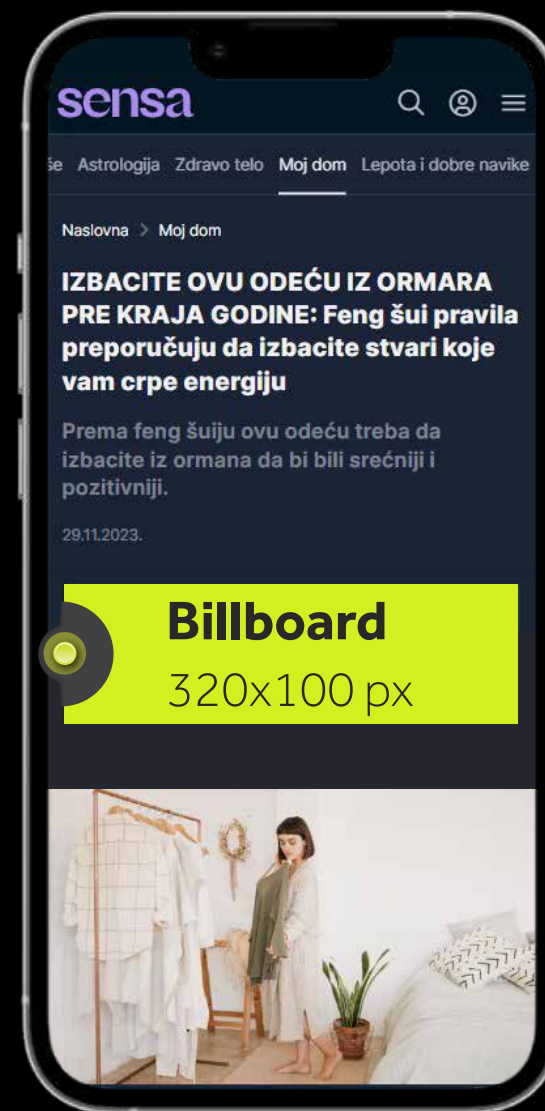 sensa
še Astrologija Zdravo telo Moj dom Lepota i dobre navike
Naslovna > Moj dom
IZBACITE OVU ODEĆU IZ ORMARA
PRE KRAJA GODINE: Feng šui pravila
preporučuju da izbacite stvari koje
vam crpe energiju
Prema feng šuiju ovu odeću treba da
izbacite iz ormana da bi bili srećniji i
pozitivniji.
29.11.2023.
Billboard
320x100 px